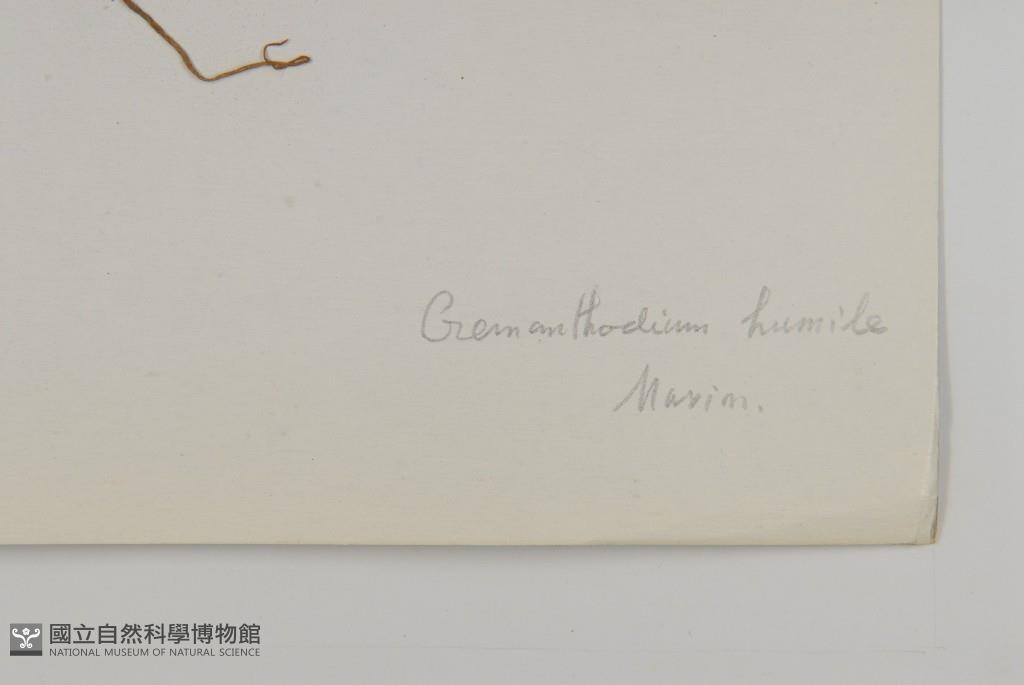 Cremanthodium humile
Maxim.
國立自然科學博物館
NATIONAL MUSEUM OF NATURAL SCIENCE